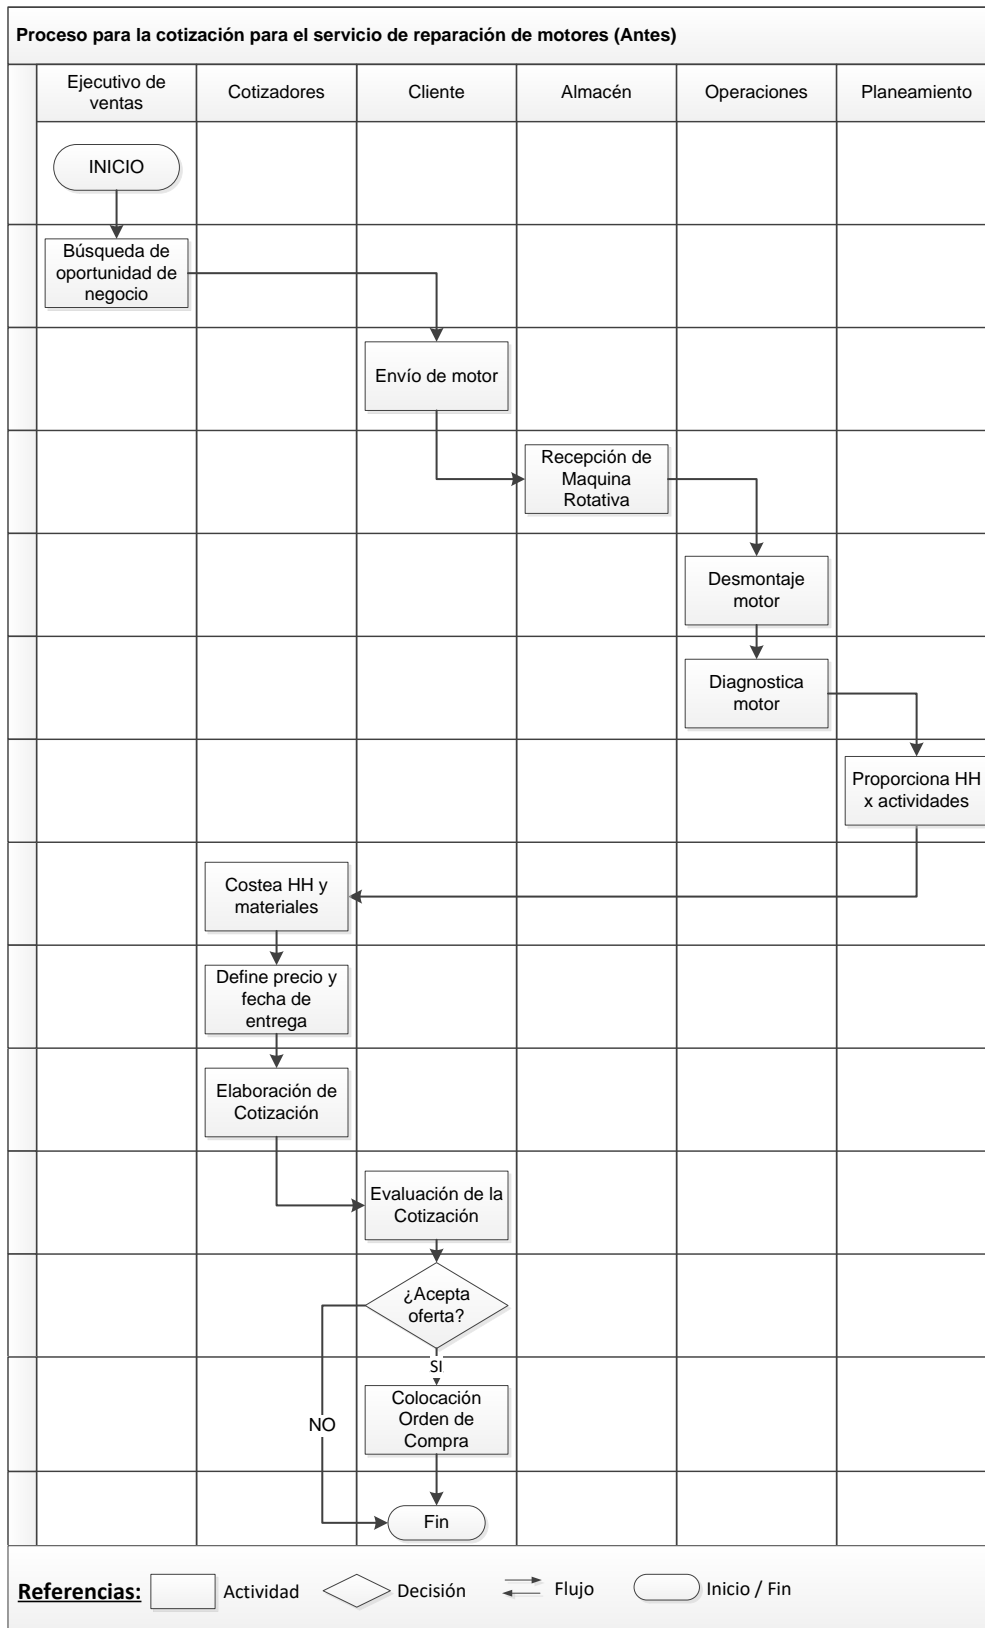 Proceso para la cotización para el servicio de reparación de motores (Antes)
Ejecutivo de
ventas
Cotizadores
Cliente
Almacén
Operaciones
Planeamiento
INICIO
Búsqueda de
oportunidad de
negocio
Envío de motor
Recepción de
Maquina
Rotativa
Desmontaje
motor
Diagnostica
motor
Proporciona HH
x actividades
Costea HH y
materiales
Define precio y
fecha de
entrega
Elaboración de
Cotización
Evaluación de la
Cotización
¿Acepta
oferta?
SI
Colocación
Orden de
Compra
NO
Fin
Referencias:
Actividad
Decisión
Flujo
Inicio / Fin